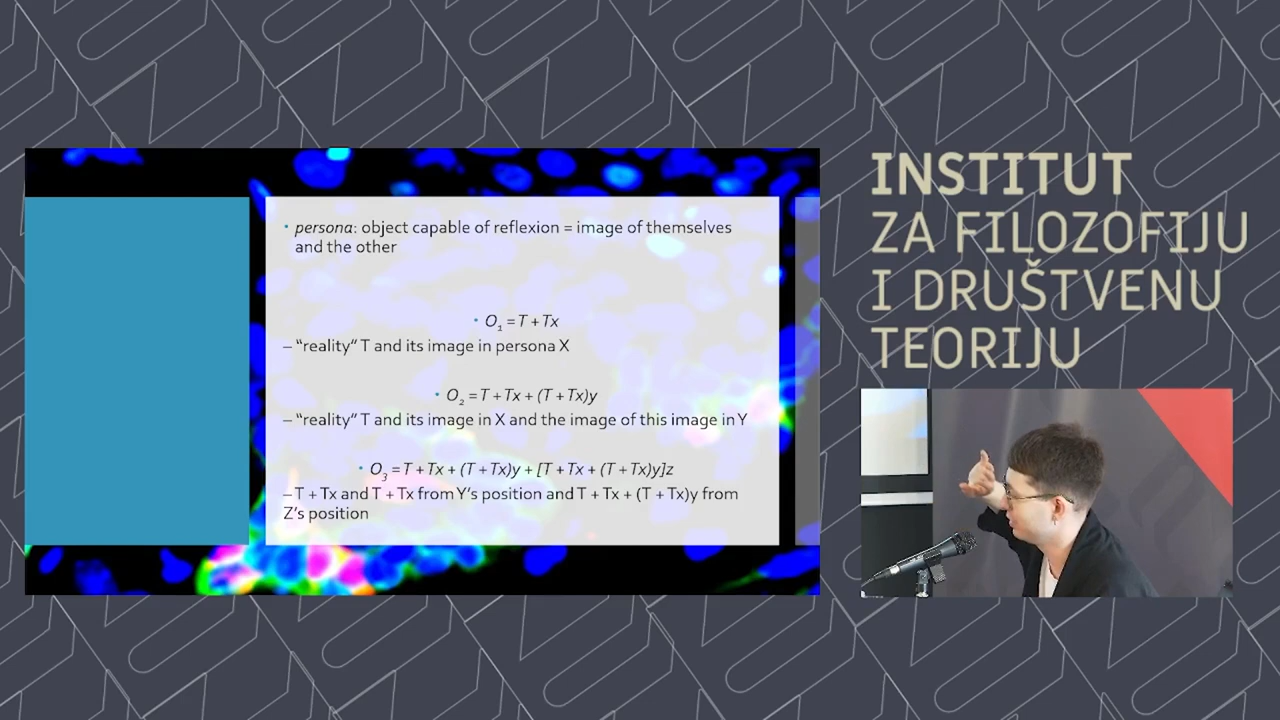 • persona: object capable of reflexion = image of themselves
and the other
• O₁ = T + Tx
– “reality” T and its image in persona X
• O₂ = T + Tx + (T + Tx)y
– “reality” T and its image in X and the image of this image in Y
• O₃ = T + Tx + (T + Tx)y + [T + Tx + (T + Tx)y]z
– T + Tx and T + Tx from Y’s position and T + Tx + (T + Tx)y from
Z’s position
INSTITUT
ZA FILOZOFIJU
I DRUŠTVENU
TEORIJU